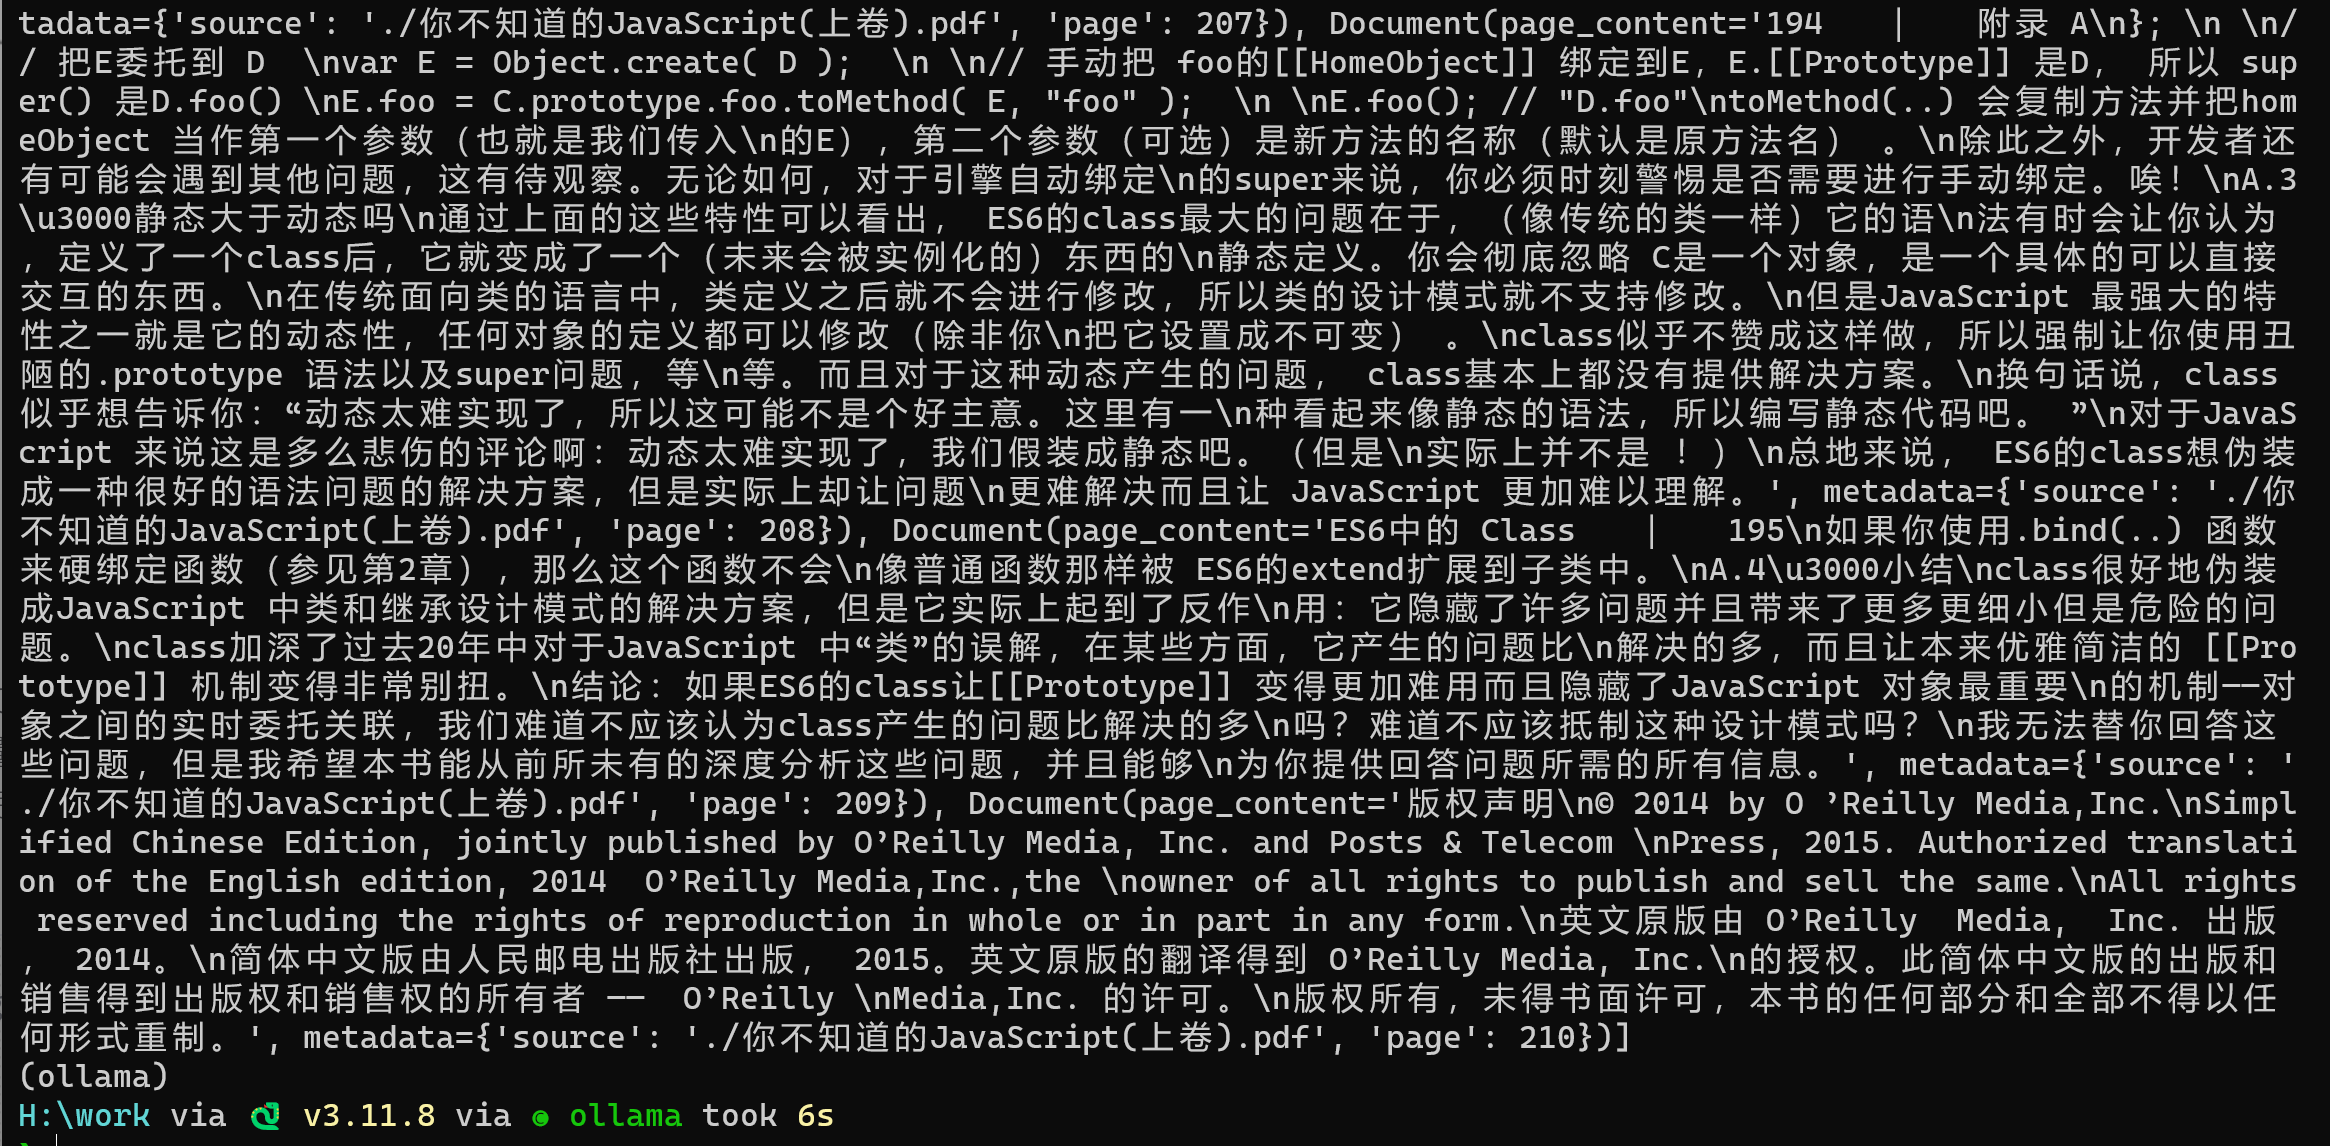 tadata={'source': './你不知道的JavaScript(上卷).pdf', 'page': 207}), Document(page_content='194    |    附录 A\n}; \n \n/
/ 把E委托到 D  \nvar E = Object.create( D );  \n \n// 手动把 foo的[[HomeObject]] 绑定到E，E.[[Prototype]] 是D， 所以 sup
er() 是D.foo() \nE.foo = C.prototype.foo.toMethod( E, "foo" );  \n \nE.foo(); // "D.foo"\ntoMethod(..) 会复制方法并把hom
eObject 当作第一个参数（也就是我们传入\n的E），第二个参数（可选）是新方法的名称（默认是原方法名） 。\n除此之外，开发者还
有可能会遇到其他问题，这有待观察。无论如何，对于引擎自动绑定\n的super来说，你必须时刻警惕是否需要进行手动绑定。唉！\nA.3
\u3000静态大于动态吗\n通过上面的这些特性可以看出， ES6的class最大的问题在于，（像传统的类一样）它的语\n法有时会让你认为
，定义了一个class后，它就变成了一个（未来会被实例化的）东西的\n静态定义。你会彻底忽略 C是一个对象，是一个具体的可以直接
交互的东西。\n在传统面向类的语言中，类定义之后就不会进行修改，所以类的设计模式就不支持修改。\n但是JavaScript 最强大的特
性之一就是它的动态性，任何对象的定义都可以修改（除非你\n把它设置成不可变） 。\nclass似乎不赞成这样做，所以强制让你使用丑
陋的.prototype 语法以及super问题，等\n等。而且对于这种动态产生的问题， class基本上都没有提供解决方案。\n换句话说，class
似乎想告诉你：“动态太难实现了，所以这可能不是个好主意。这里有一\n种看起来像静态的语法，所以编写静态代码吧。 ”\n对于JavaS
cript 来说这是多么悲伤的评论啊：动态太难实现了，我们假装成静态吧。（但是\n实际上并不是 ！）\n总地来说， ES6的class想伪装
成一种很好的语法问题的解决方案，但是实际上却让问题\n更难解决而且让 JavaScript 更加难以理解。', metadata={'source': './你
不知道的JavaScript(上卷).pdf', 'page': 208}), Document(page_content='ES6中的 Class    |    195\n如果你使用.bind(..) 函数
来硬绑定函数（参见第2章），那么这个函数不会\n像普通函数那样被 ES6的extend扩展到子类中。\nA.4\u3000小结\nclass很好地伪装
成JavaScript 中类和继承设计模式的解决方案，但是它实际上起到了反作\n用：它隐藏了许多问题并且带来了更多更细小但是危险的问
题。\nclass加深了过去20年中对于JavaScript 中“类”的误解，在某些方面，它产生的问题比\n解决的多，而且让本来优雅简洁的 [[Pro
totype]] 机制变得非常别扭。\n结论：如果ES6的class让[[Prototype]] 变得更加难用而且隐藏了JavaScript 对象最重要\n的机制——对
象之间的实时委托关联，我们难道不应该认为class产生的问题比解决的多\n吗？难道不应该抵制这种设计模式吗？\n我无法替你回答这
些问题，但是我希望本书能从前所未有的深度分析这些问题，并且能够\n为你提供回答问题所需的所有信息。', metadata={'source': '
./你不知道的JavaScript(上卷).pdf', 'page': 209}), Document(page_content='版权声明\n© 2014 by O ’Reilly Media,Inc.\nSimpl
ified Chinese Edition, jointly published by O’Reilly Media, Inc. and Posts & Telecom \nPress, 2015. Authorized translati
on of the English edition, 2014  O’Reilly Media,Inc.,the \nowner of all rights to publish and sell the same.\nAll rights
 reserved including the rights of reproduction in whole or in part in any form.\n英文原版由 O’Reilly  Media,  Inc. 出版
， 2014。\n简体中文版由人民邮电出版社出版， 2015。英文原版的翻译得到 O’Reilly Media, Inc.\n的授权。此简体中文版的出版和
销售得到出版权和销售权的所有者 ——  O’Reilly \nMedia,Inc. 的许可。\n版权所有，未得书面许可，本书的任何部分和全部不得以任
何形式重制。', metadata={'source': './你不知道的JavaScript(上卷).pdf', 'page': 210})]
(ollama)
H:\work via 🐍 v3.11.8 via ◉ ollama took 6s